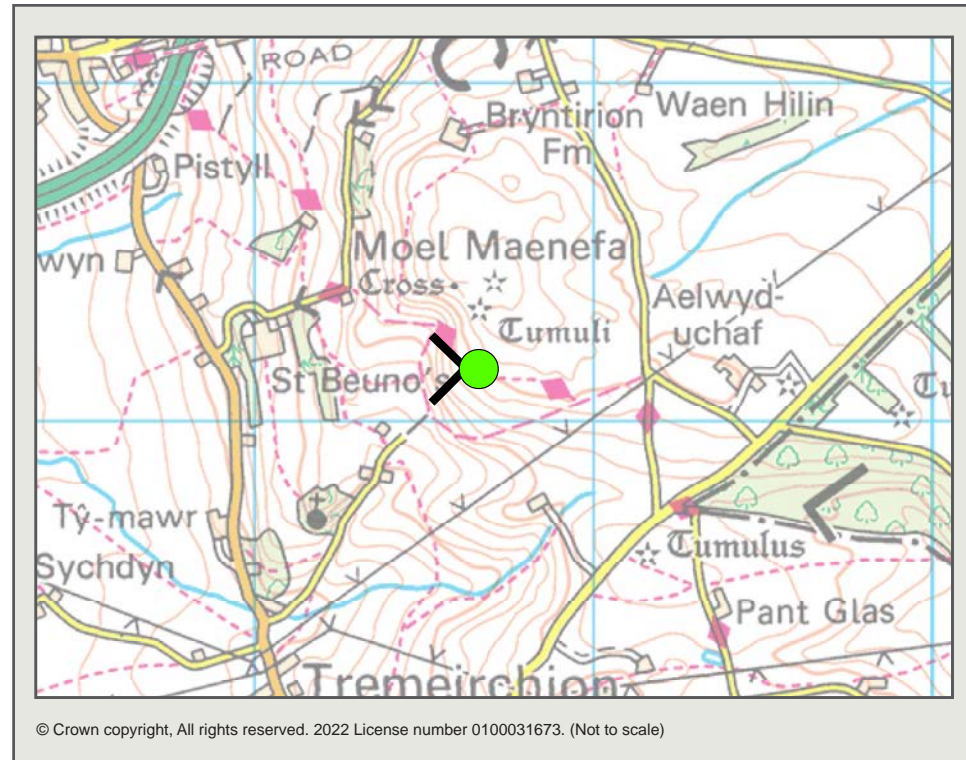 ROAD
Bryntirion
Fm
Waen Hilin
Pistyll
wyn
Moel Maenefa
Cross
Tumuli
Aelwyd-
uchaf
St Beuno's
Tu
Tŷ-mawr
Sychdyn
Tumulus
Pant Glas
Tremeirchion
© Crown copyright, All rights reserved. 2022 License number 0100031673. (Not to scale)